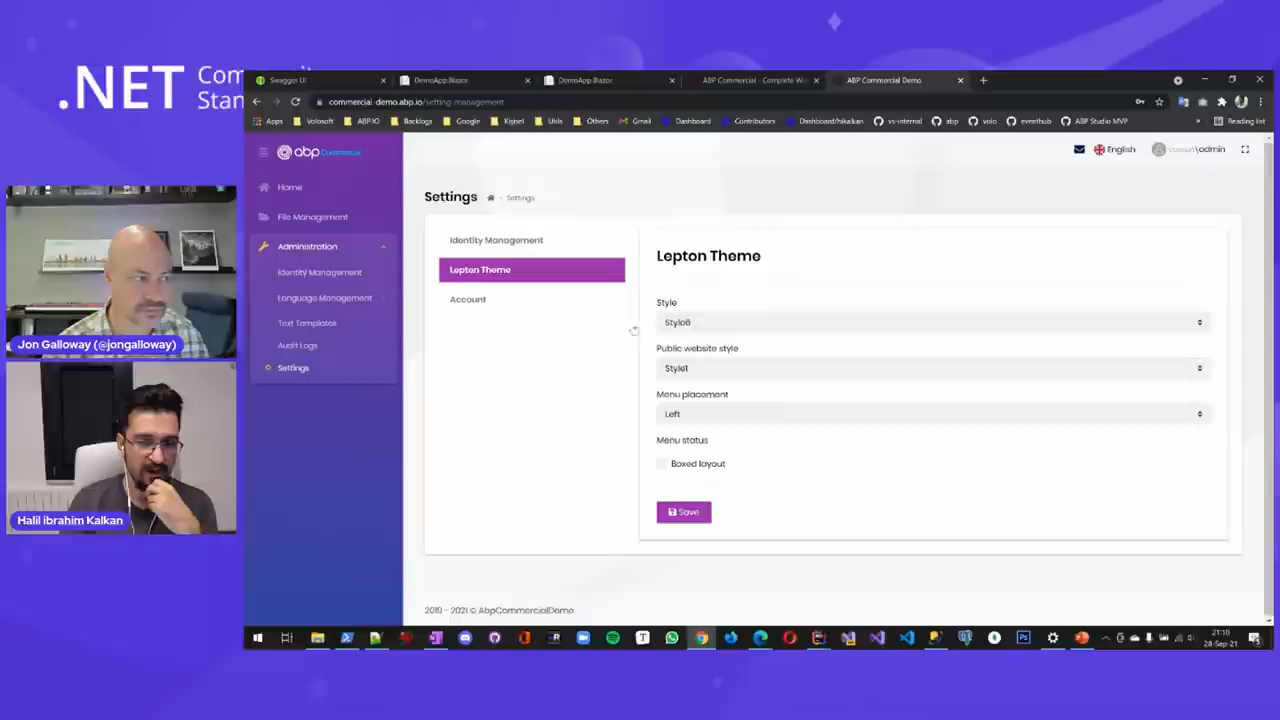 .NET Com
Stan
Swagger UI
DemoApp.Blazor
DemoApp.Blazor
ABP Commercial - Complete W
ABP Commercial Demo
commercial-demo.abp.io/setting-management
Apps
Volosoft
ABP.IO
Backlogs
Google
Kişisel
Utils
Others
Gmail
Dashboard
Contributors
Dashboard/hikalkan
vs-internal
abp
volo
eventhub
ABP Studio MVP
»
Reading list
abp Commercial
English
\admin
Home
File Management
Administration
Identity Management
Language Management
Text Templates
Audit Logs
Settings
Settings
Settings
Identity Management
Lepton Theme
Account
Lepton Theme
Style
Style6
Public website style
Style1
Menu placement
Left
Menu status
Boxed layout
Save
2019 - 2021 © AbpCommercialDemo
Jon Galloway (@jongalloway)
Halil ibrahim Kalkan
21:10
28-Sep-21